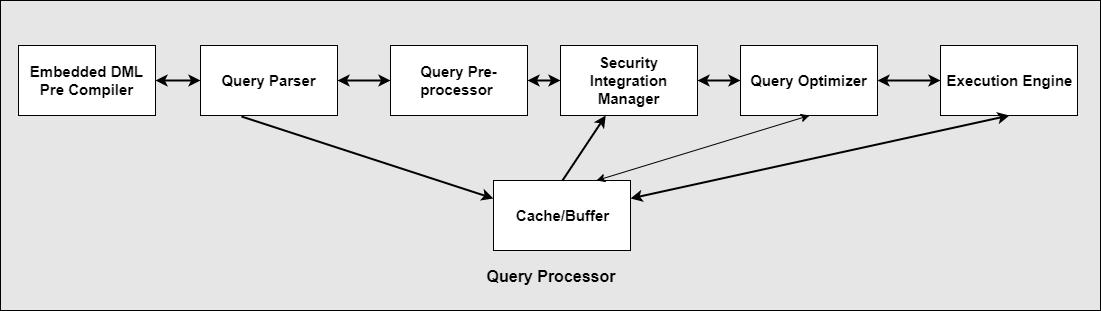 Embedded DML
Pre Compiler
Query Parser
Query Pre-
processor
Security
Integration
Manager
Query Optimizer
Execution Engine
Cache/Buffer
Query Processor